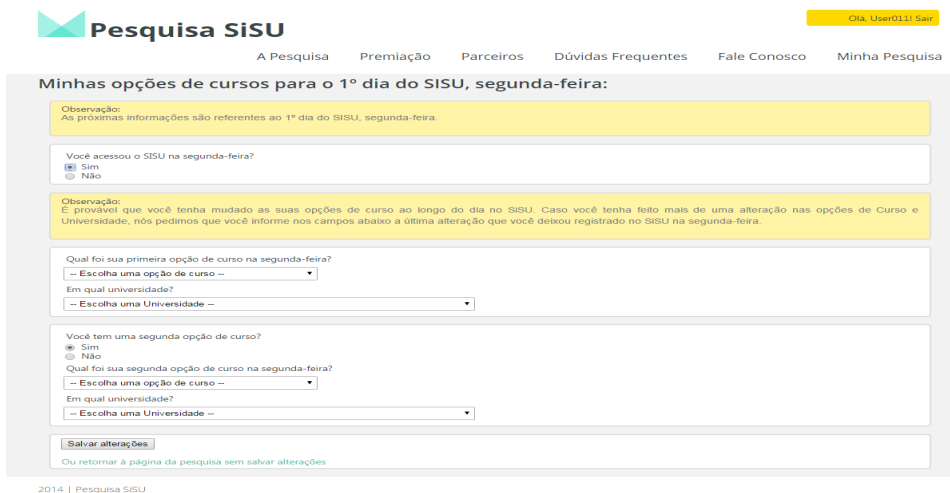 Olá, User011! Sair
Pesquisa SiSU
A Pesquisa Premiação Parceiros Dúvidas Frequentes Fale Conosco Minha Pesquisa
Minhas opções de cursos para o 1º dia do SISU, segunda-feira:
Observação:
As próximas informações são referentes ao 1º dia do SISU, segunda-feira.
Você acessou o SISU na segunda-feira?
Sim
Não
Observação:
É provável que você tenha mudado as suas opções de curso ao longo do dia no SiSU. Caso você tenha feito mais de uma alteração nas opções de Curso e
Universidade, nós pedimos que você informe nos campos abaixo a última alteração que você deixou registrado no SiSU na segunda-feira.
Qual foi sua primeira opção de curso na segunda-feira?
-- Escolha uma opção de curso --
Em qual universidade?
-- Escolha uma Universidade --
Você tem uma segunda opção de curso?
Sim
Não
Qual foi sua segunda opção de curso na segunda-feira?
-- Escolha uma opção de curso --
Em qual universidade?
-- Escolha uma Universidade --
Salvar alterações
Ou retornar à página da pesquisa sem salvar alterações
2014 | Pesquisa SiSU